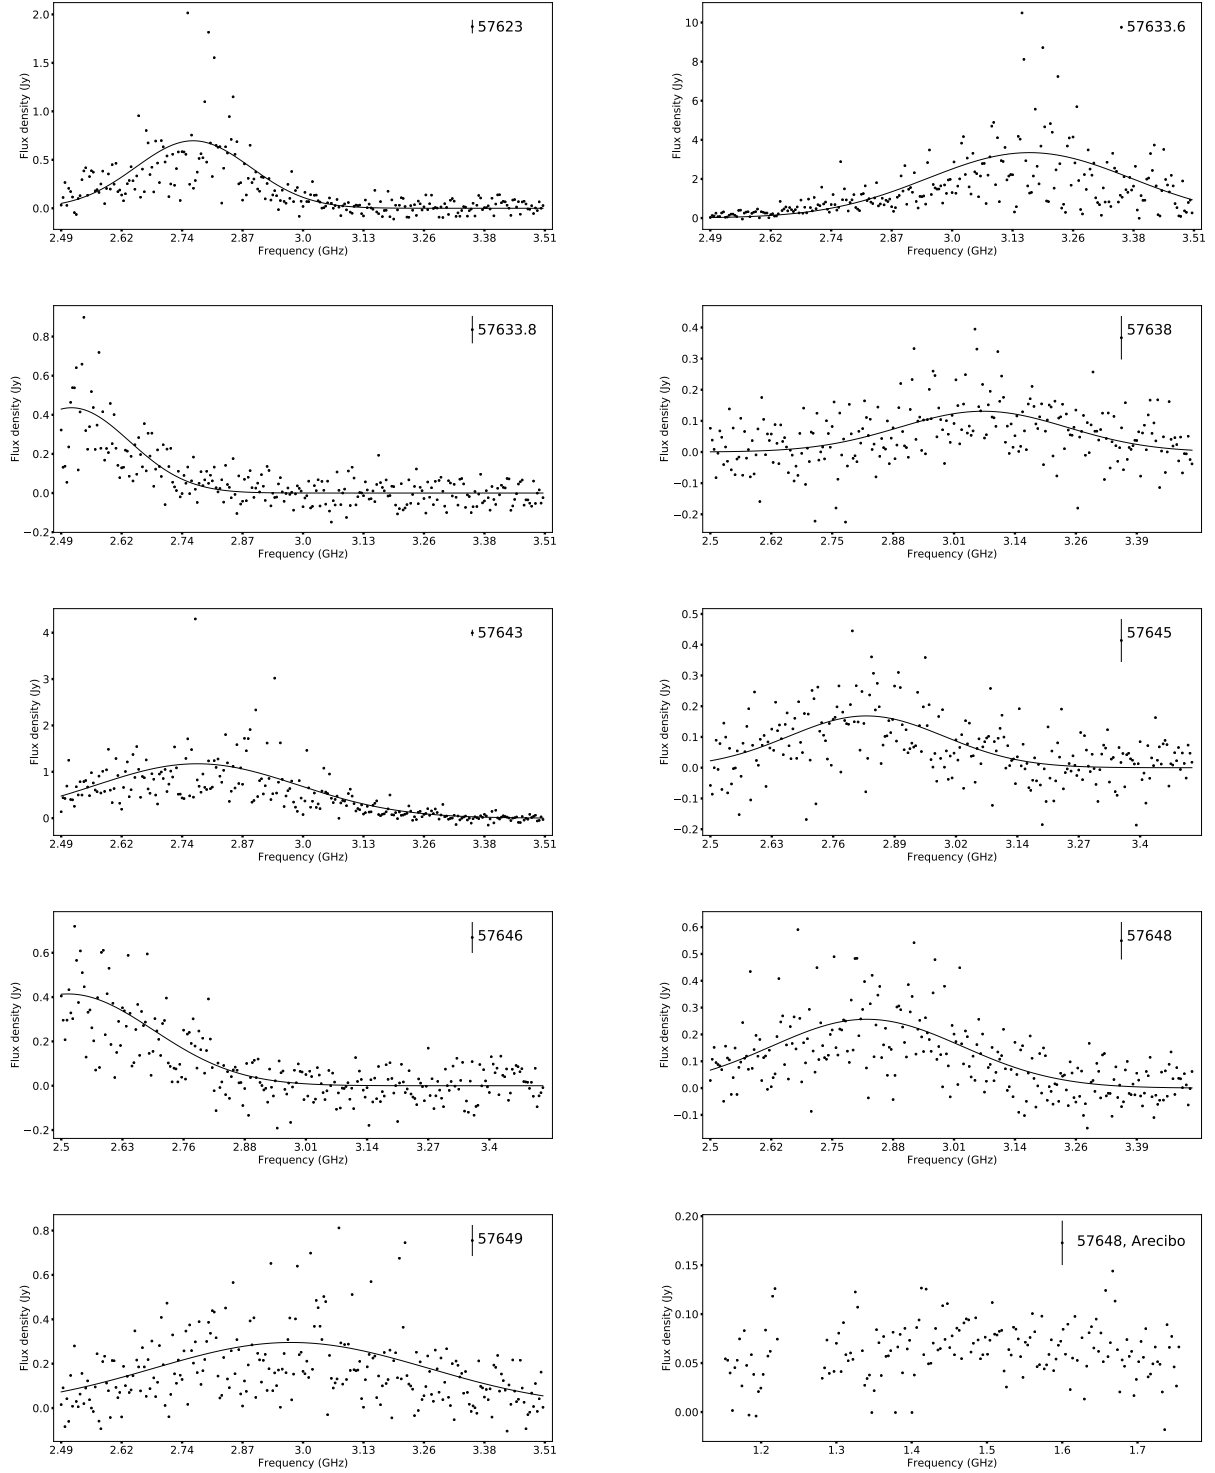 57623
Flux density (Jy)
2.0
1.5
1.0
0.5
0.0
2.49 2.62 2.74 2.87 3.0 3.13 3.26 3.38 3.51
Frequency (GHz)
57633.6
Flux density (Jy)
10
8
6
4
2
0
2.49 2.62 2.74 2.87 3.0 3.13 3.26 3.38 3.51
Frequency (GHz)
57633.8
Flux density (Jy)
0.8
0.6
0.4
0.2
0.0
−0.2
2.49 2.62 2.74 2.87 3.0 3.13 3.26 3.38 3.51
Frequency (GHz)
57638
Flux density (Jy)
0.4
0.3
0.2
0.1
0.0
−0.1
−0.2
2.5 2.62 2.75 2.88 3.01 3.14 3.26 3.39
Frequency (GHz)
57643
Flux density (Jy)
4
3
2
1
0
2.49 2.62 2.74 2.87 3.0 3.13 3.26 3.38 3.51
Frequency (GHz)
57645
Flux density (Jy)
0.5
0.4
0.3
0.2
0.1
0.0
−0.1
−0.2
2.5 2.63 2.76 2.89 3.02 3.14 3.27 3.4
Frequency (GHz)
57646
Flux density (Jy)
0.6
0.4
0.2
0.0
−0.2
2.5 2.63 2.76 2.88 3.01 3.14 3.27 3.4
Frequency (GHz)
57648
Flux density (Jy)
0.6
0.5
0.4
0.3
0.2
0.1
0.0
−0.1
2.5 2.62 2.75 2.88 3.01 3.14 3.26 3.39
Frequency (GHz)
57649
Flux density (Jy)
0.8
0.6
0.4
0.2
0.0
2.49 2.62 2.74 2.87 3.0 3.13 3.26 3.38 3.51
Frequency (GHz)
57648, Arecibo
Flux density (Jy)
0.20
0.15
0.10
0.05
0.00
1.2 1.3 1.4 1.5 1.6 1.7
Frequency (GHz)